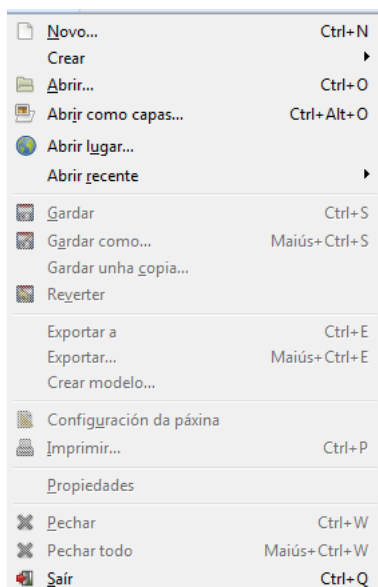 Novo... Ctrl+N
Crear
Abrir... Ctrl+O
Abrir como capas... Ctrl+Alt+O
Abrir lugar...
Abrir recente
Gardar Ctrl+S
Gardar como... Maiús+Ctrl+S
Gardar unha copia...
Reverter
Exportar a Ctrl+E
Exportar... Maiús+Ctrl+E
Crear modelo...
Configuración da páxina
Imprimir... Ctrl+P
Propiedades
Pechar Ctrl+W
Pechar todo Maiús+Ctrl+W
Saír Ctrl+Q